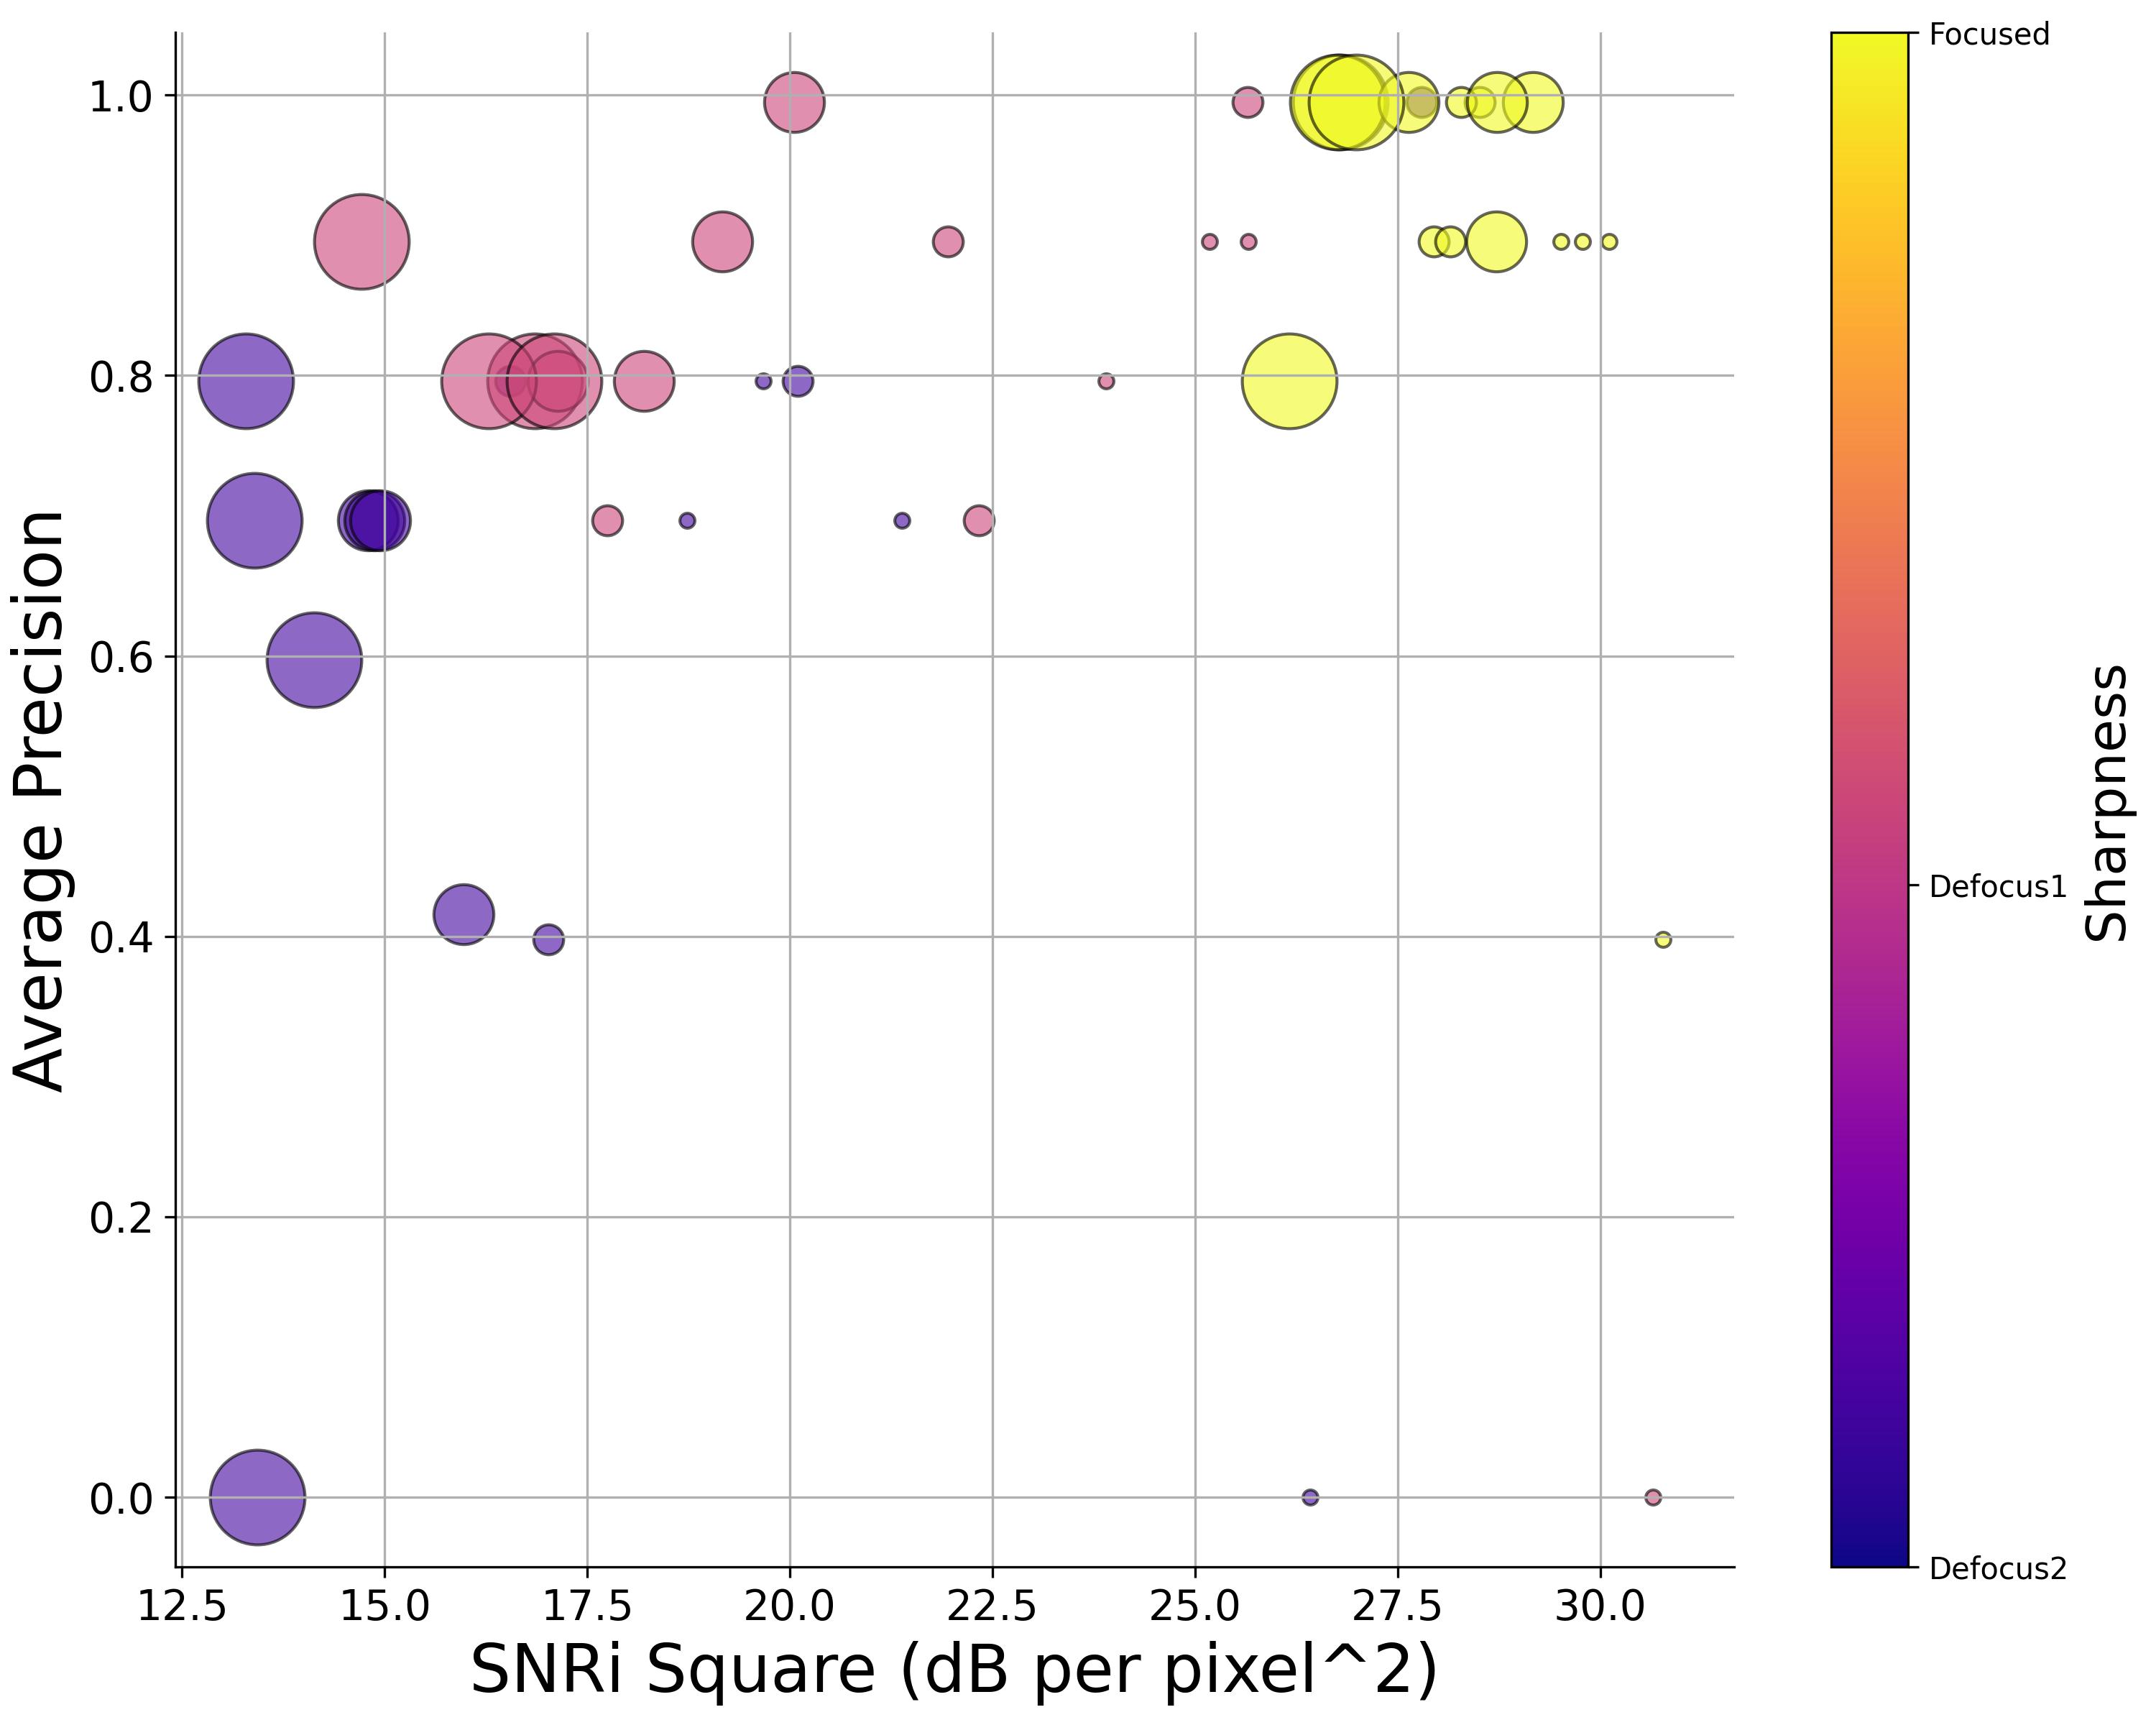 Average Precision
1.0
0.8
0.6
0.4
0.2
0.0
12.5 15.0 17.5 20.0 22.5 25.0 27.5 30.0
SNRi Square (dB per pixel^2)
Focused
Defocus1
Defocus2
Sharpness